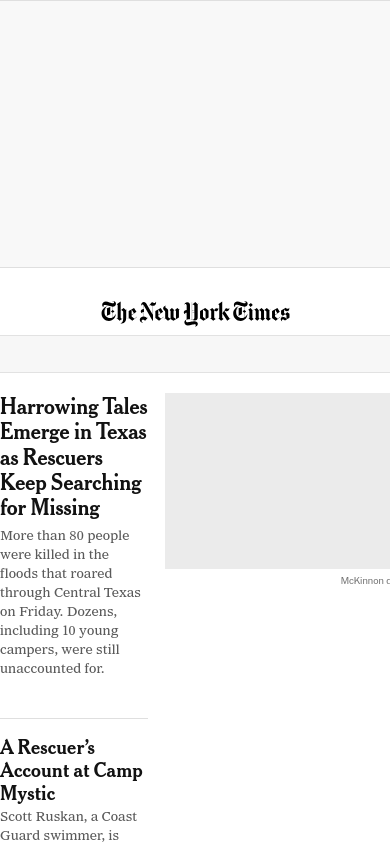 The New York Times
Harrowing Tales
Emerge in Texas
as Rescuers
Keep Searching
for Missing
More than 80 people
were killed in the
floods that roared
through Central Texas
on Friday. Dozens,
including 10 young
campers, were still
unaccounted for.
McKinnon
A Rescuer’s
Account at Camp
Mystic
Scott Ruskan, a Coast
Guard swimmer, is